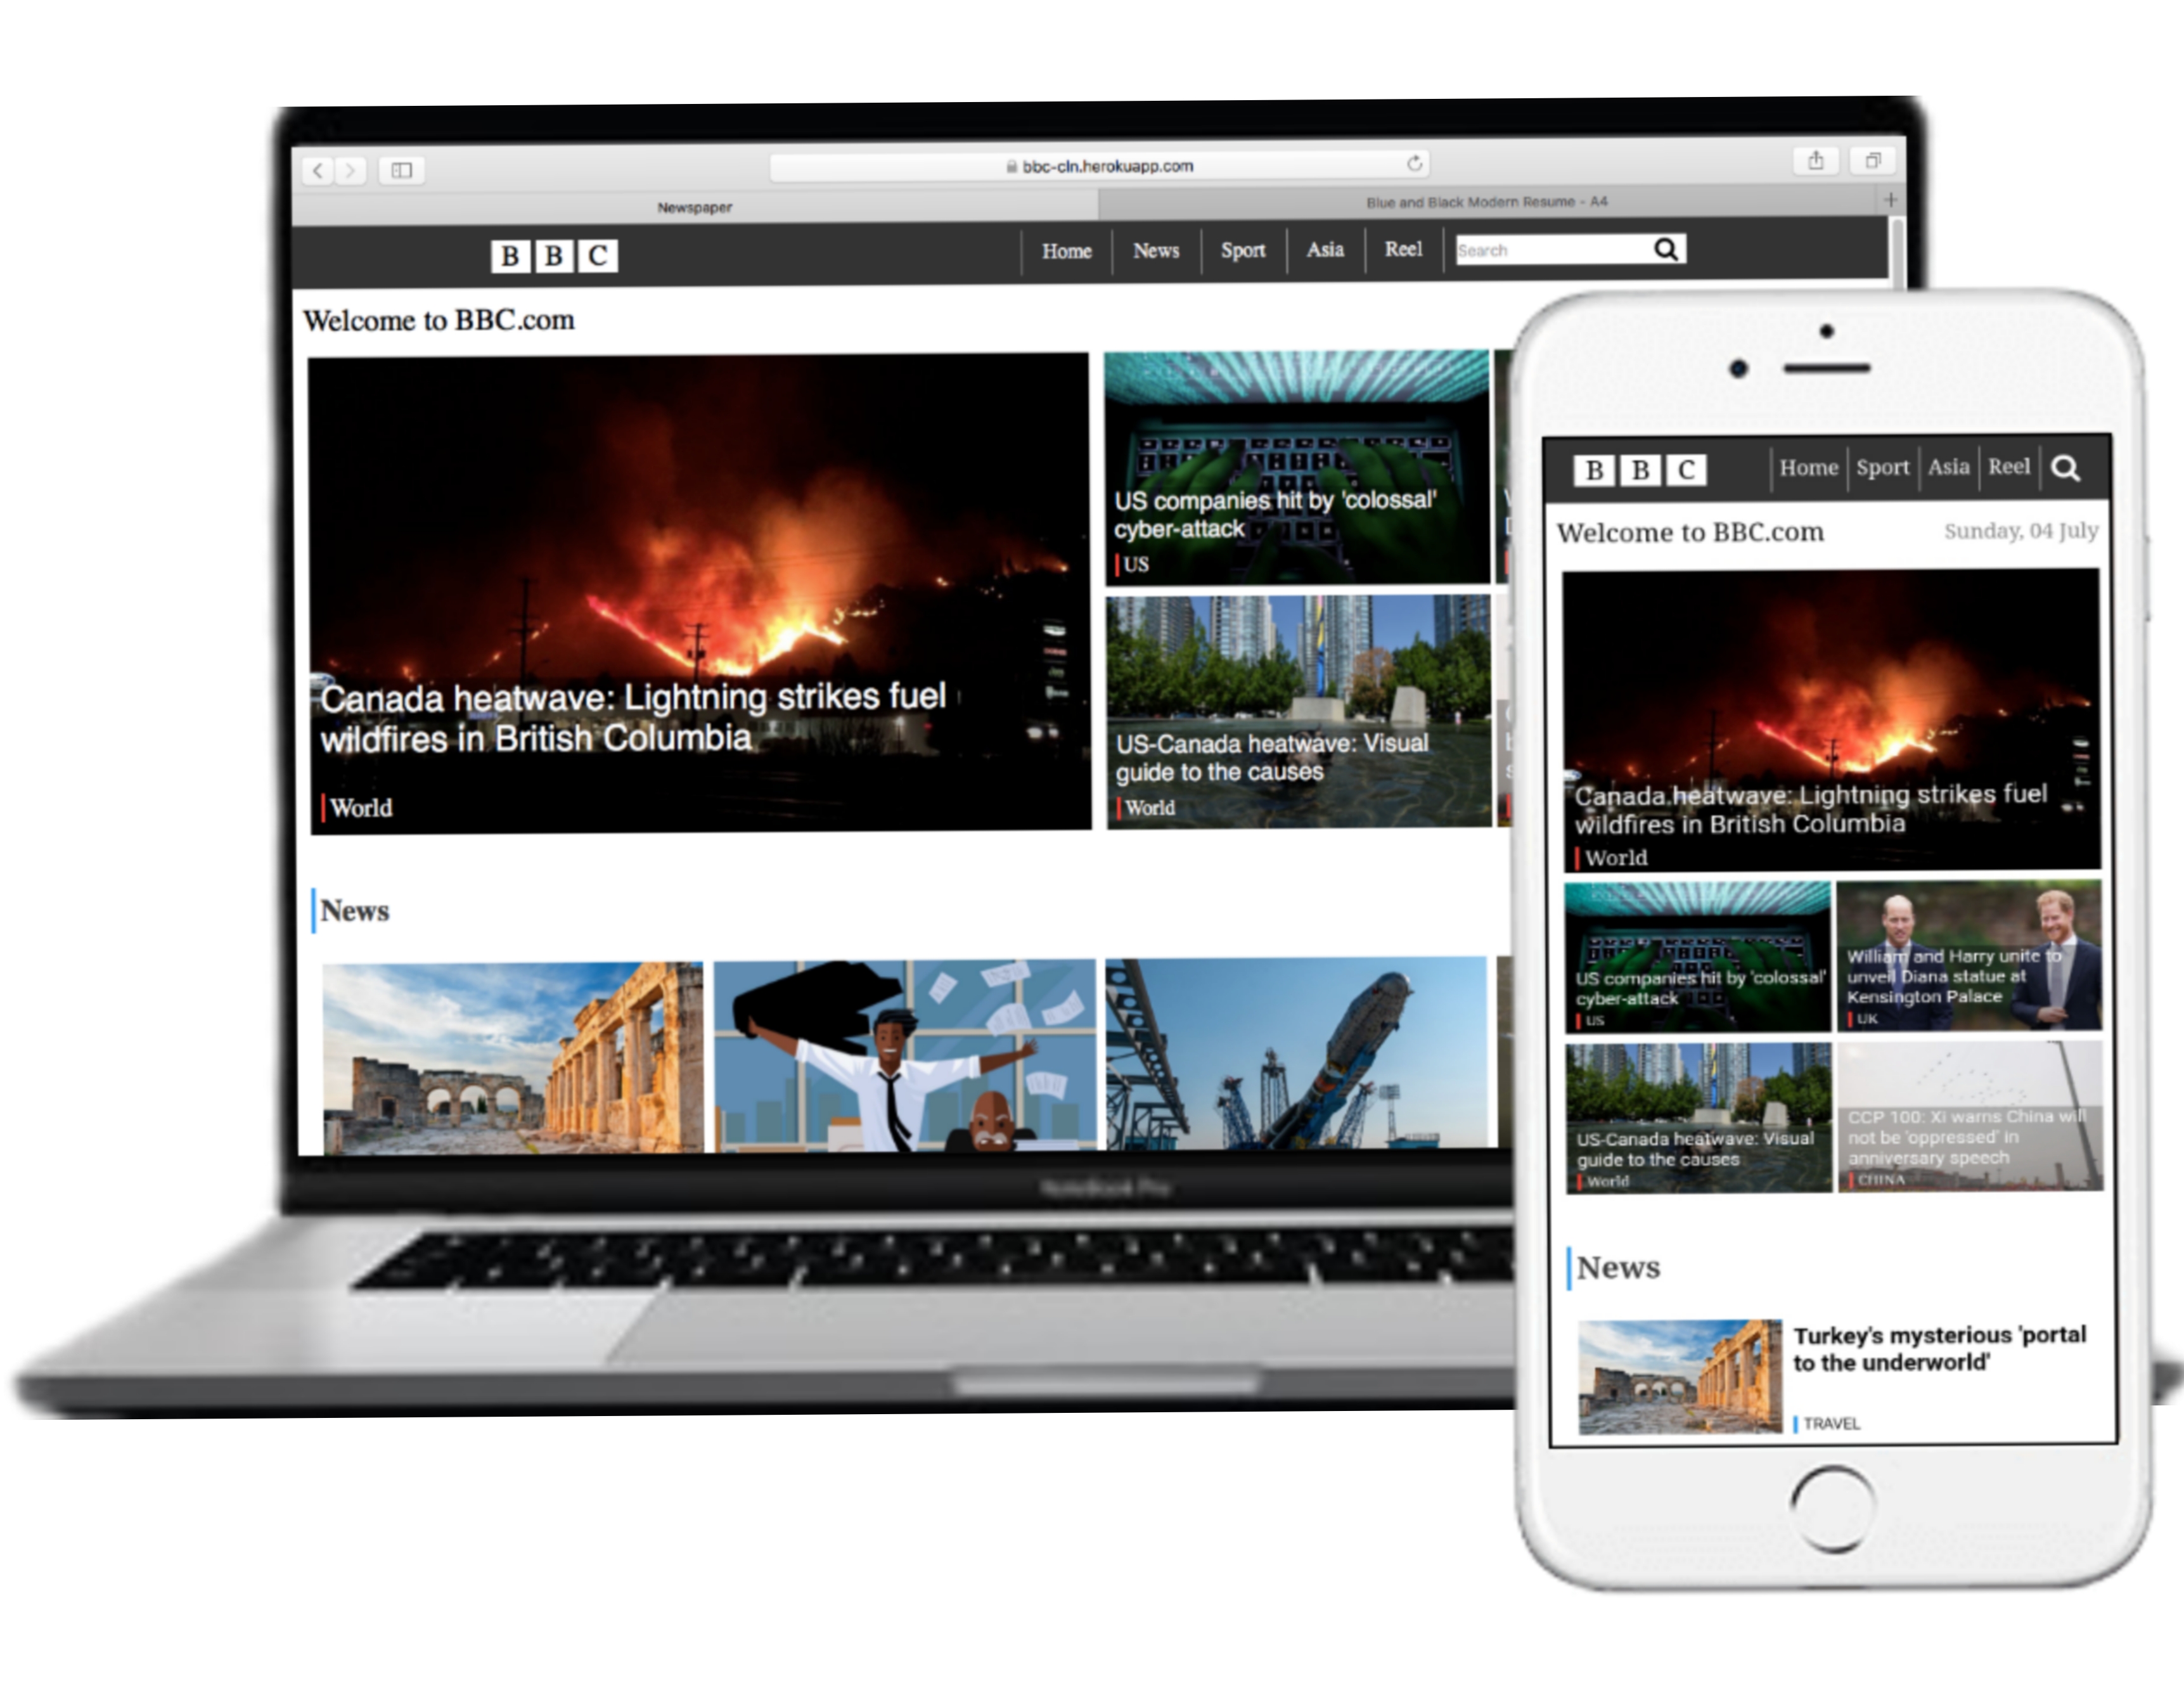 bbc-cln.herokuapp.com
Newspaper
Blue and Black Modern Resume - A4
B B C
Home
News
Sport
Asia
Reel
Search
Welcome to BBC.com
Canada heatwave: Lightning strikes fuel
wildfires in British Columbia
World
US companies hit by 'colossal'
cyber-attack
US
US-Canada heatwave: Visual
guide to the causes
World
News
B B C
Home
Sport
Asia
Reel
Welcome to BBC.com
Sunday, 04 July
Canada heatwave: Lightning strikes fuel
wildfires in British Columbia
World
US companies hit by 'colossal'
cyber-attack
US
William and Harry unite to
unveil Diana statue at
Kensington Palace
UK
US-Canada heatwave: Visual
guide to the causes
World
CCP 100: Xi warns China will
not be 'oppressed' in
anniversary speech
CHINA
News
Turkey's mysterious 'portal
to the underworld'
TRAVEL